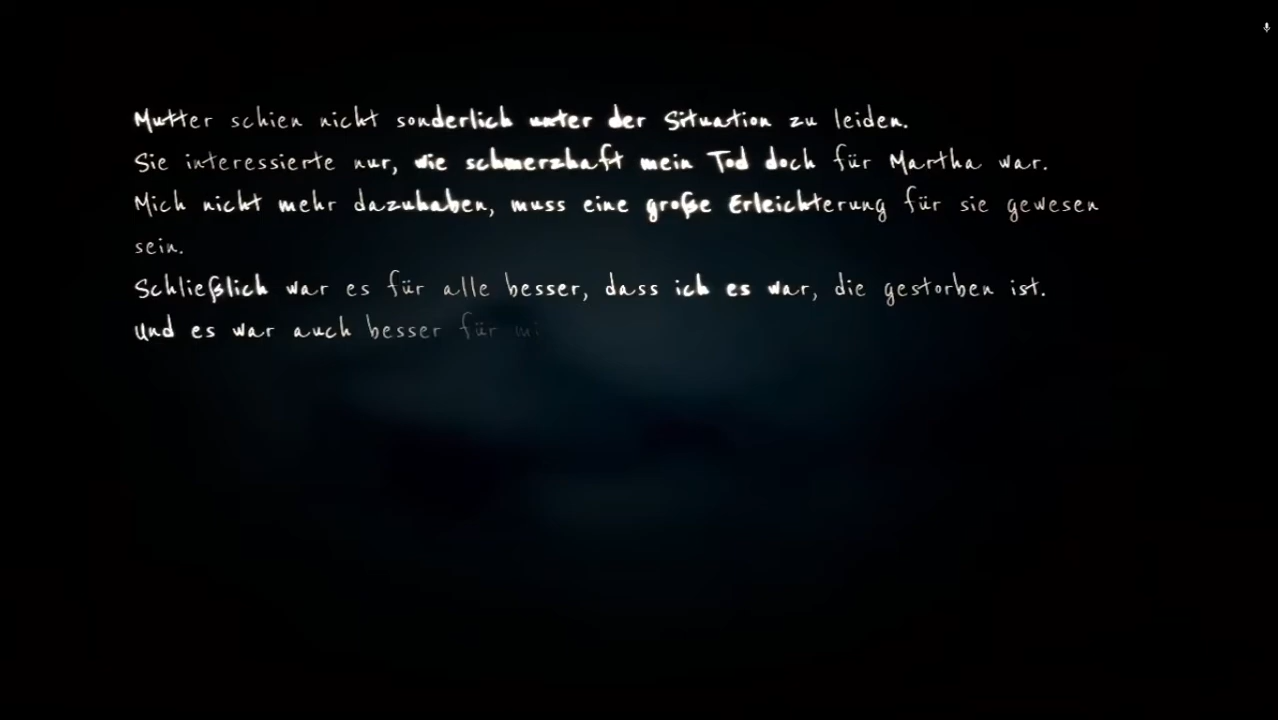 Mutter schien nicht sonderlich unter der Situation zu leiden.
Sie interessierte nur, wie schmerzhaft mein Tod doch für Martha war.
Mich nicht mehr dazuhaben, muss eine große Erleichterung für sie gewesen
sein.
Schließlich war es für alle besser, dass ich es war, die gestorben ist.
Und es war auch besser für mi